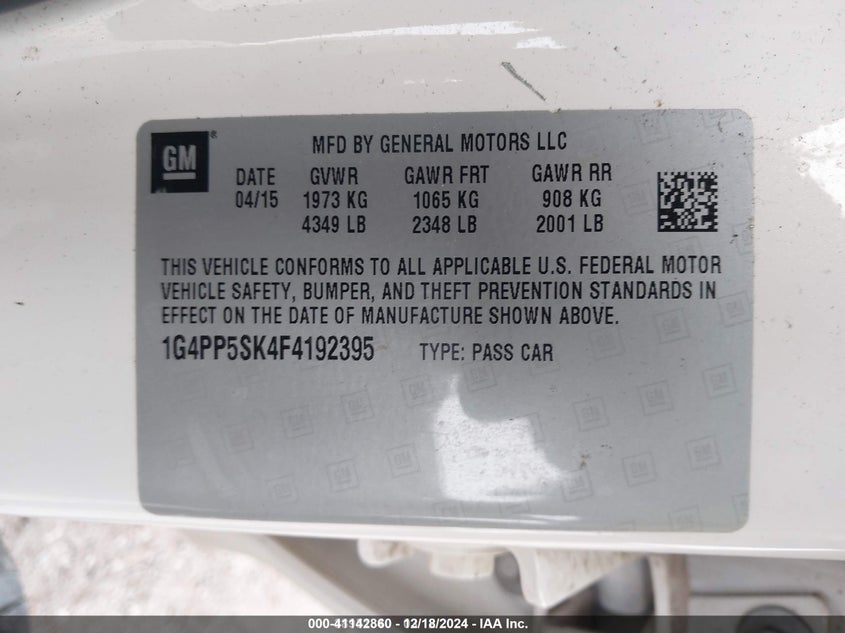 GM
MFD BY GENERAL MOTORS LLC
DATE GVWR GAWR FRT GAWR RR
04/15 1973 KG 1065 KG 908 KG
4349 LB 2348 LB 2001 LB
THIS VEHICLE CONFORMS TO ALL APPLICABLE U.S. FEDERAL MOTOR
VEHICLE SAFETY, BUMPER, AND THEFT PREVENTION STANDARDS IN
EFFECT ON THE DATE OF MANUFACTURE SHOWN ABOVE.
1G4PP5SK4F4192395 TYPE: PASS CAR
000-41142860 - 12/18/2024 - IAA Inc.